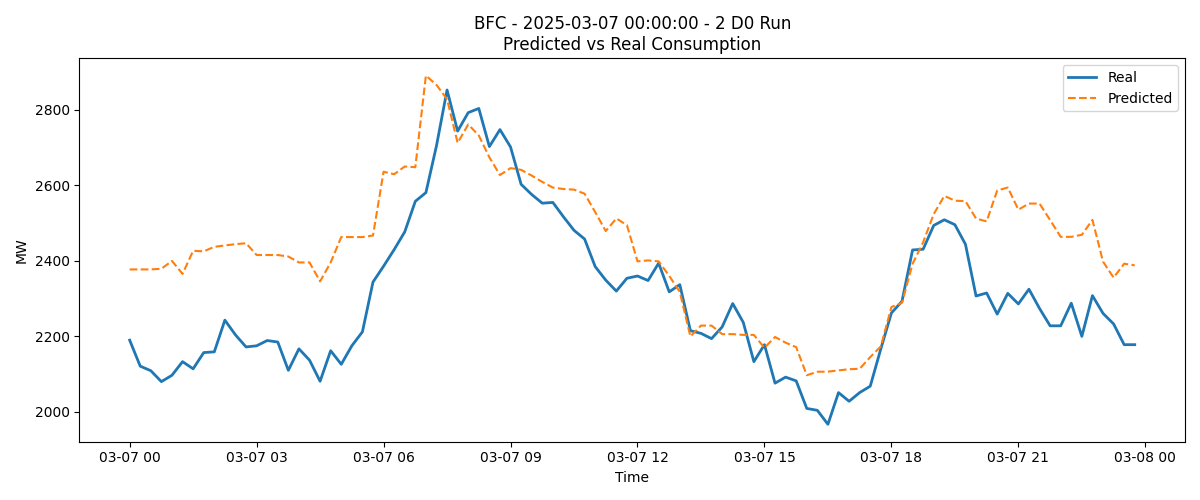 BFC - 2025-03-07 00:00:00 - 2 D0 Run
Predicted vs Real Consumption
Real
Predicted
MW
2800
2600
2400
2200
2000
03-07 00
03-07 03
03-07 06
03-07 09
03-07 12
03-07 15
03-07 18
03-07 21
03-08 00
Time